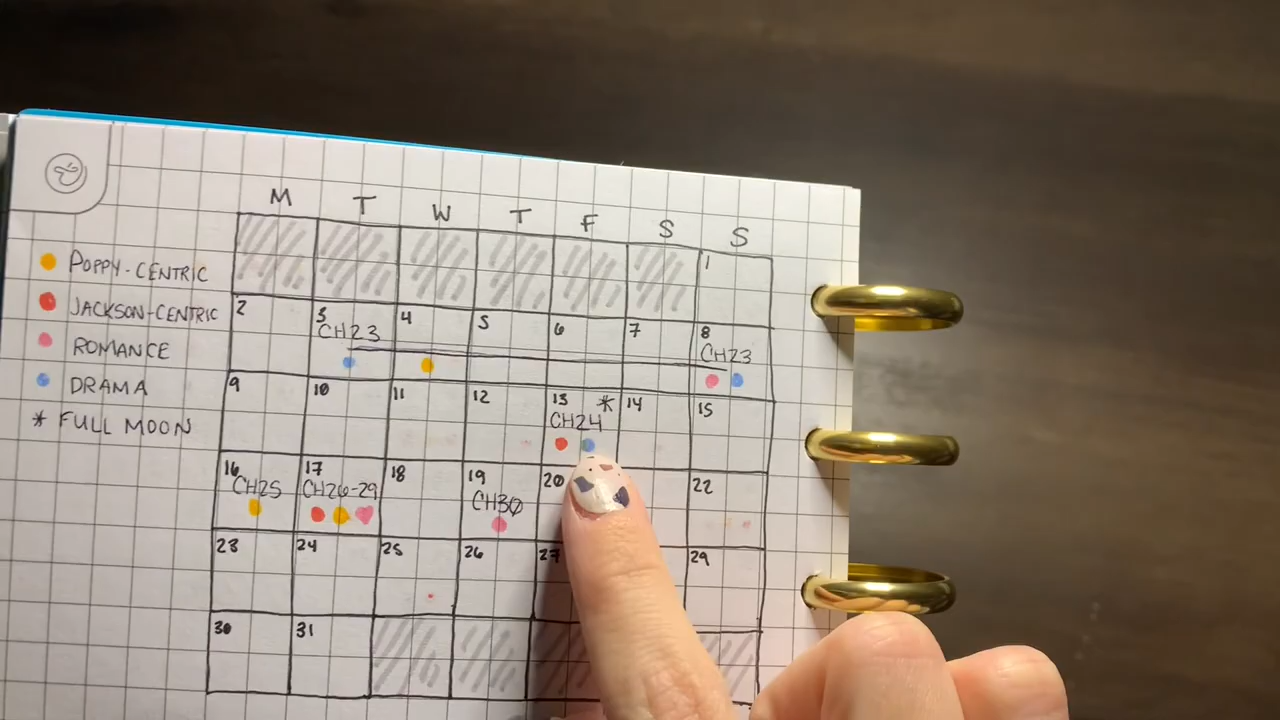 M T W T F S S
1
2 3 4 5 6 7 8
CH23 CH23
9 10 11 12 13 * 14 15
CH24
16 17 18 19 20 22
CH25 CH26-29 CH30
23 24 25 26 27 29
30 31
POPPY-CENTRIC
JACKSON-CENTRIC
ROMANCE
DRAMA
* FULL MOON